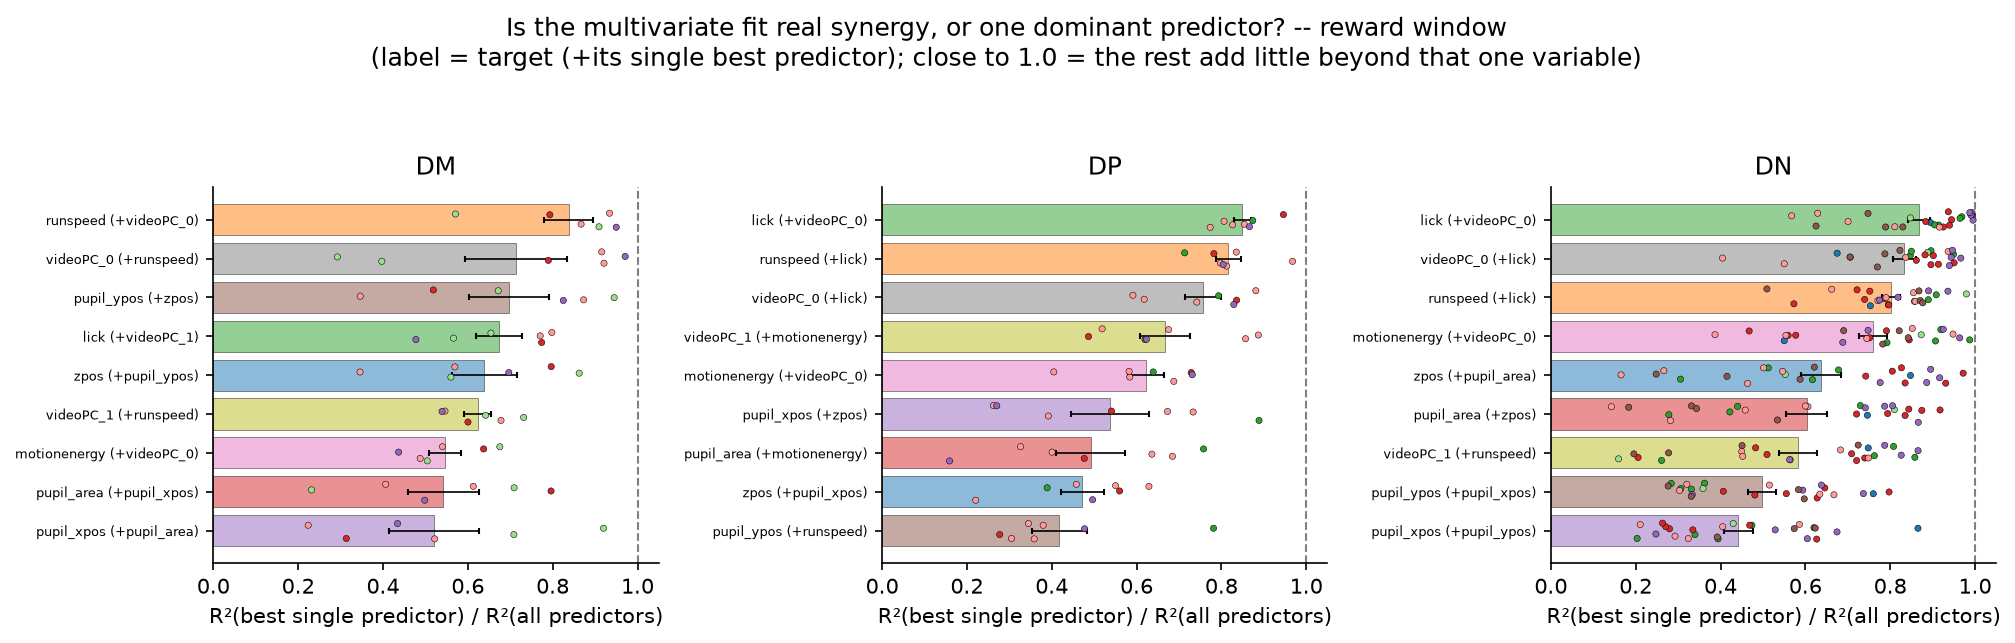 Is the multivariate fit real synergy, or one dominant predictor? -- reward window
(label = target (+its single best predictor); close to 1.0 = the rest add little beyond that one variable)
DM
runspeed (+videoPC_0)
videoPC_0 (+runspeed)
pupil_ypos (+zpos)
lick (+videoPC_1)
zpos (+pupil_ypos)
videoPC_1 (+runspeed)
motionenergy (+videoPC_0)
pupil_area (+pupil_xpos)
pupil_xpos (+pupil_area)
0.0 0.2 0.4 0.6 0.8 1.0
R²(best single predictor) / R²(all predictors)
DP
lick (+videoPC_0)
runspeed (+lick)
videoPC_0 (+lick)
videoPC_1 (+motionenergy)
motionenergy (+videoPC_0)
pupil_xpos (+zpos)
pupil_area (+motionenergy)
zpos (+pupil_xpos)
pupil_ypos (+runspeed)
0.0 0.2 0.4 0.6 0.8 1.0
R²(best single predictor) / R²(all predictors)
DN
lick (+videoPC_0)
videoPC_0 (+lick)
runspeed (+lick)
motionenergy (+videoPC_0)
zpos (+pupil_area)
pupil_area (+zpos)
videoPC_1 (+runspeed)
pupil_ypos (+pupil_xpos)
pupil_xpos (+pupil_ypos)
0.0 0.2 0.4 0.6 0.8 1.0
R²(best single predictor) / R²(all predictors)